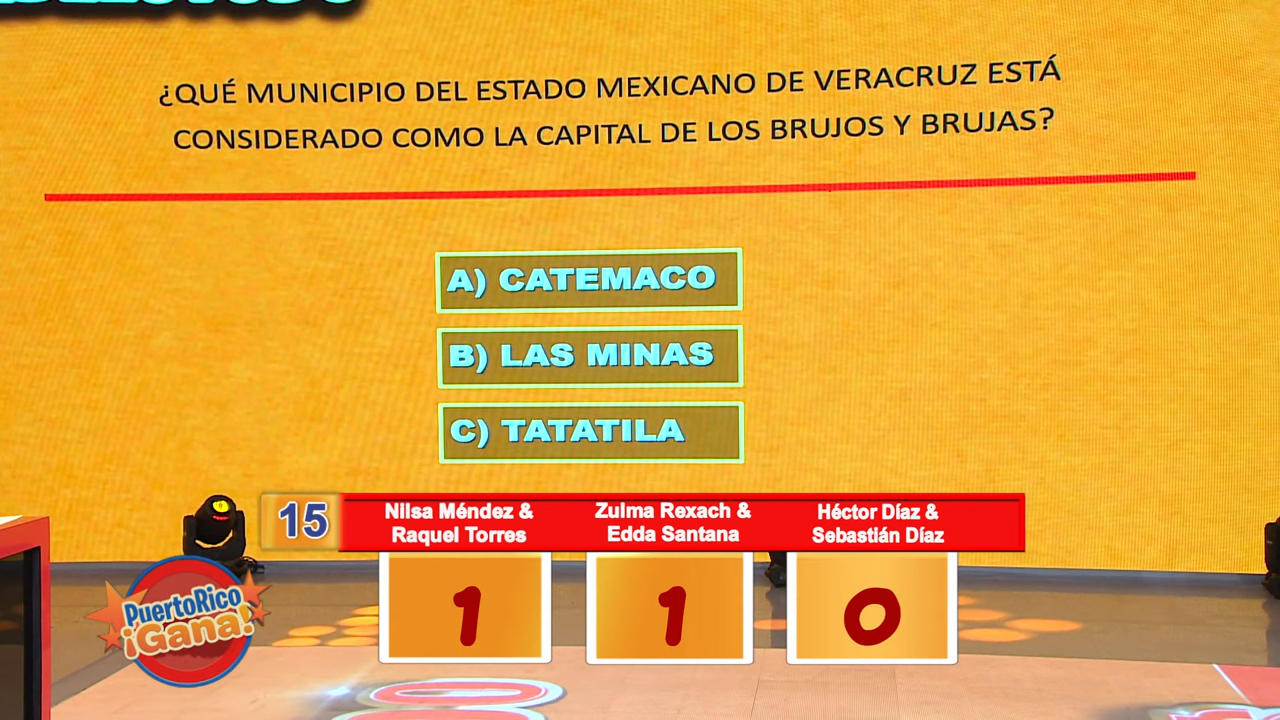 ¿QUÉ MUNICIPIO DEL ESTADO MEXICANO DE VERACRUZ ESTÁ
CONSIDERADO COMO LA CAPITAL DE LOS BRUJOS Y BRUJAS?
A) CATEMACO
B) LAS MINAS
C) TATATILA
15
Nilsa Méndez &
Raquel Torres
Zulma Rexach &
Edda Santana
Héctor Díaz &
Sebastián Díaz
1
1
0
PuertoRico
¡Gana!